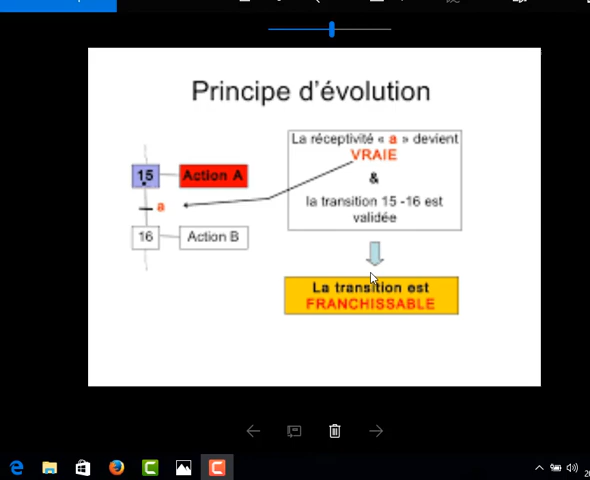 Principe d'évolution
La réceptivité « a » devient
VRAIE
&
la transition 15 -16 est
validée
15
Action A
a
16
Action B
La transition est
FRANCHISSABLE